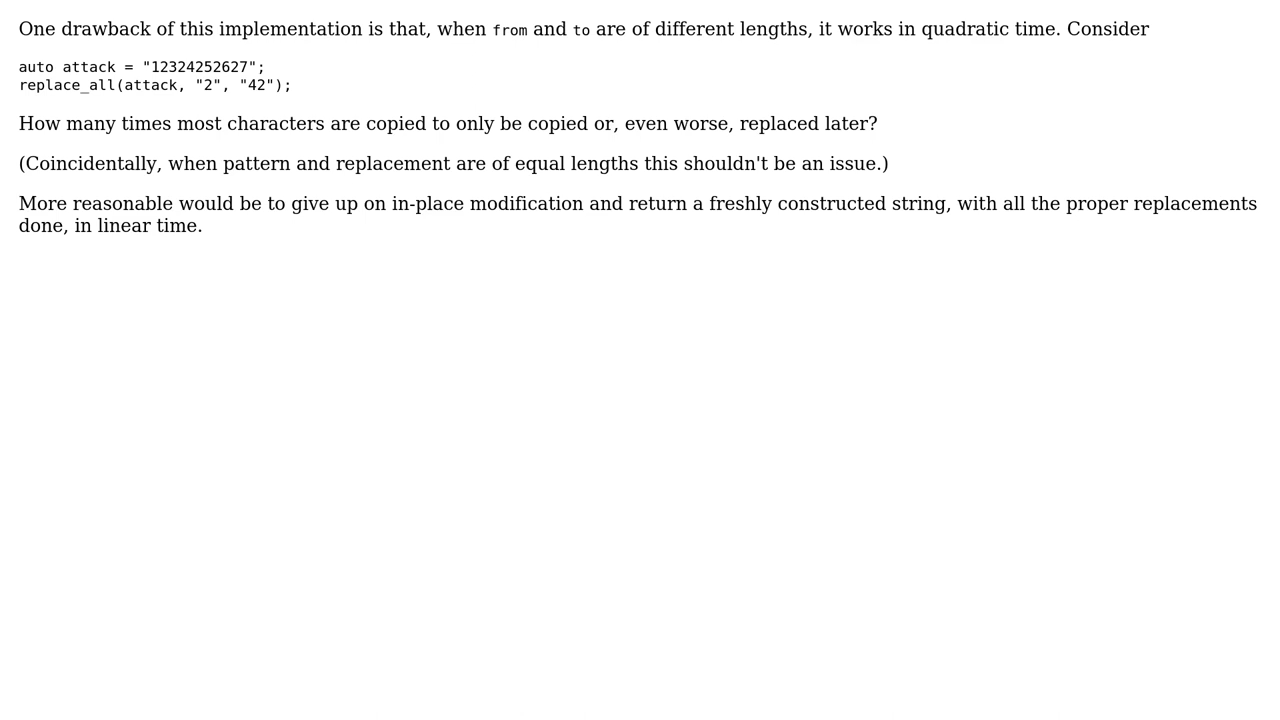 One drawback of this implementation is that, when from and to are of different lengths, it works in quadratic time. Consider
auto attack = "12324252627";
replace_all(attack, "2", "42");
How many times most characters are copied to only be copied or, even worse, replaced later?
(Coincidentally, when pattern and replacement are of equal lengths this shouldn't be an issue.)
More reasonable would be to give up on in-place modification and return a freshly constructed string, with all the proper replacements
done, in linear time.